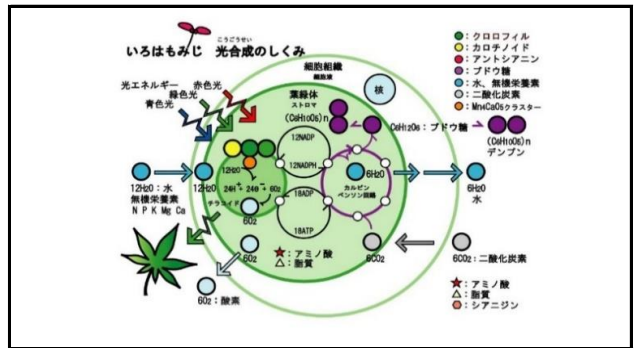 こうごうせい
いろはもみじ 光合成のしくみ
光エネルギー 赤色光
緑色光
青色光
細胞組織
細胞液
葉緑体
ストロマ
(C6H10O5)n
核
:クロロフィル
:カロチノイド
:アントシアニン
:ブドウ糖
:水、無機栄養素
:二酸化炭素
:Mn4CaO5クラスター
C6H12O6:ブドウ糖
(C6H10O5)n
デンプン
12NADP
12NADPH
18ADP
18ATP
12H2O
24H+ + 24e- 6O2
チラコイド
6O2
6O2
6O2:酸素
12H2O:水
無機栄養素
N P K Mg Ca
12H2O
6H2O
カルビン
ベンソン回路
6H2O
水
6CO2
6CO2:二酸化炭素
:アミノ酸
:脂質
:アミノ酸
:脂質
:シアニジン